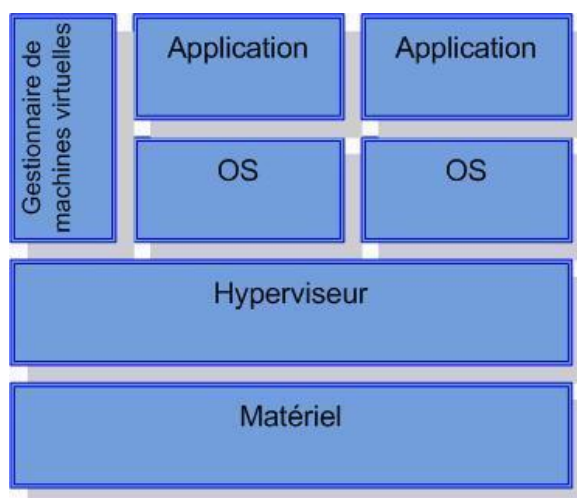 Gestionnaire de
machines virtuelles
Application
Application
OS
OS
Hyperviseur
Matériel